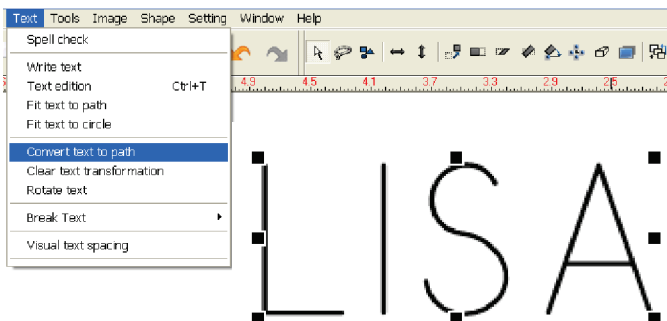 Text Tools Image Shape Setting Window Help
Spell check
Write text
Text edition Ctrl+T
Fit text to path
Fit text to circle
Convert text to path
Clear text transformation
Rotate text
Break Text
Visual text spacing
4.9 4.5 4.1 3.7 3.3 2.9 2.5
LISA